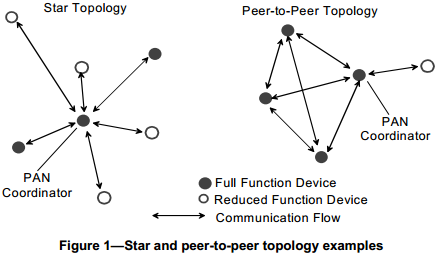 Star Topology
Peer-to-Peer Topology
PAN
Coordinator
PAN
Coordinator
Full Function Device
Reduced Function Device
Communication Flow
Figure 1—Star and peer-to-peer topology examples